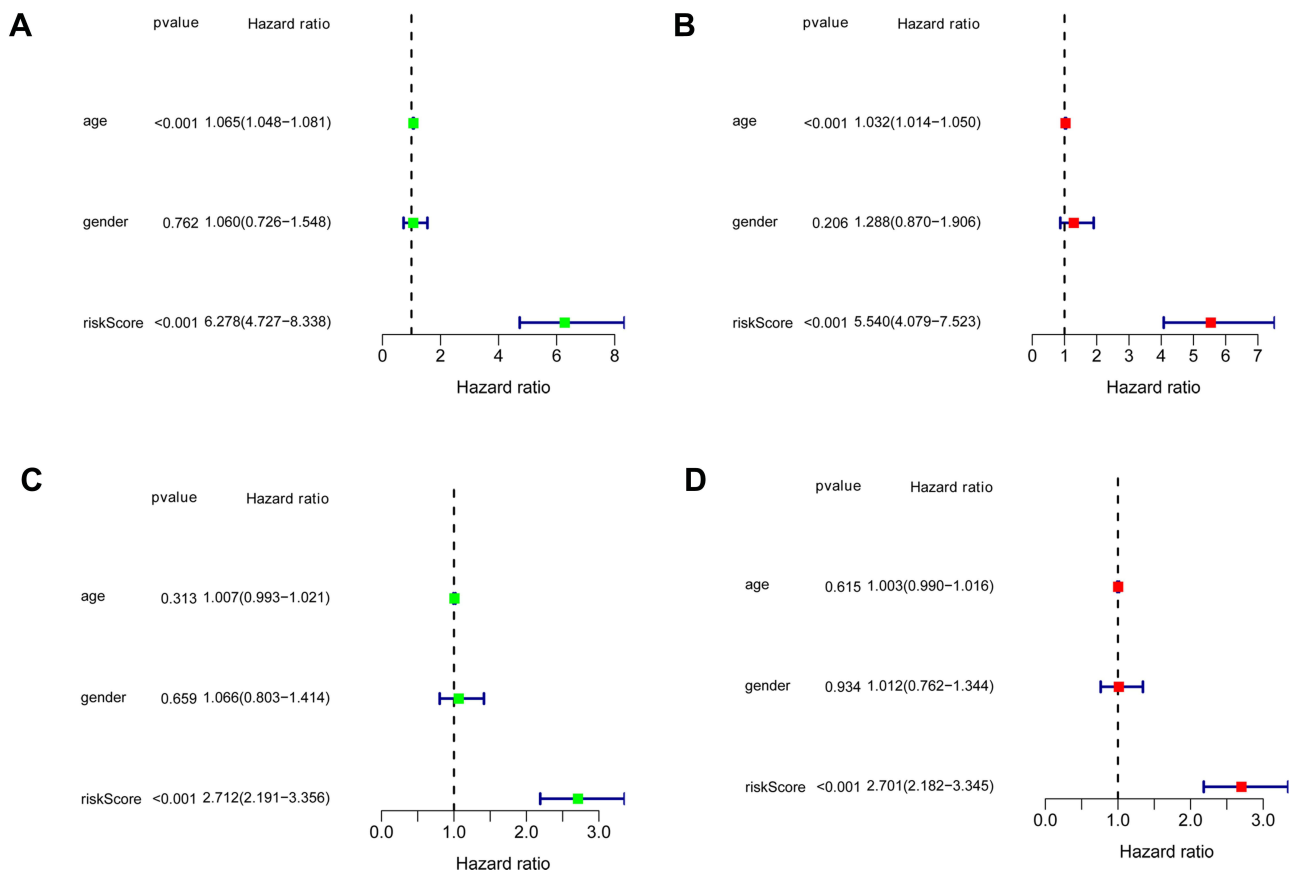 A
pvalue Hazard ratio
age <0.001 1.065(1.048−1.081)
gender 0.762 1.060(0.726−1.548)
riskScore <0.001 6.278(4.727−8.338)
0 2 4 6 8
Hazard ratio
B
pvalue Hazard ratio
age <0.001 1.032(1.014−1.050)
gender 0.206 1.288(0.870−1.906)
riskScore <0.001 5.540(4.079−7.523)
0 1 2 3 4 5 6 7
Hazard ratio
C
pvalue Hazard ratio
age 0.313 1.007(0.993−1.021)
gender 0.659 1.066(0.803−1.414)
riskScore <0.001 2.712(2.191−3.356)
0.0 1.0 2.0 3.0
Hazard ratio
D
pvalue Hazard ratio
age 0.615 1.003(0.990−1.016)
gender 0.934 1.012(0.762−1.344)
riskScore <0.001 2.701(2.182−3.345)
0.0 1.0 2.0 3.0
Hazard ratio